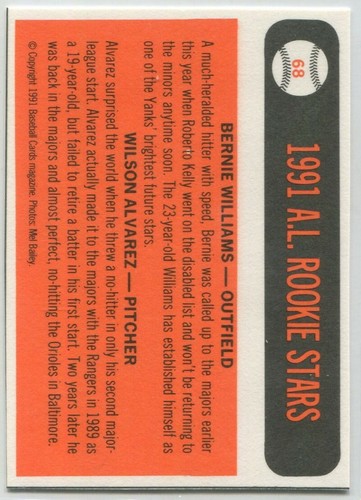 68
1991 A.L. ROOKIE STARS
BERNIE WILLIAMS — OUTFIELD
A much-heralded hitter with speed, Bernie was called up to the majors earlier
this year when Roberto Kelly went on the disabled list and won't be returning to
the minors anytime soon. The 23-year-old Williams has established himself as
one of the Yanks' brightest future stars.
WILSON ALVAREZ — PITCHER
Alvarez surprised the world when he threw a no-hitter in only his second major-
league start. Alvarez actually made it to the majors with the Rangers in 1989 as
a 19-year-old, but failed to retire a batter in his first start. Two years later he
was back in the majors and almost perfect, no-hitting the Orioles in Baltimore.
© Copyright 1991 Baseball Cards magazine. Photos: Mel Bailey.